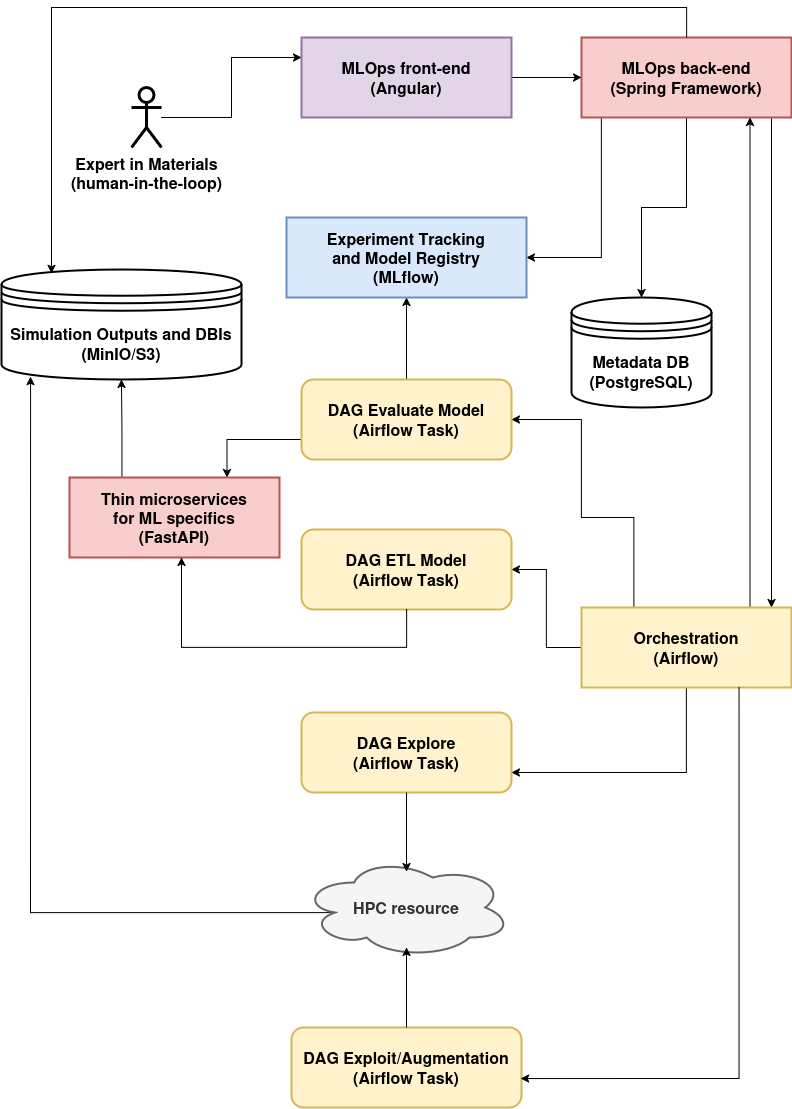 MLOps front-end
(Angular)
MLOps back-end
(Spring Framework)
Expert in Materials
(human-in-the-loop)
Experiment Tracking
and Model Registry
(MLflow)
Simulation Outputs and DBIs
(MinIO/S3)
Metadata DB
(PostgreSQL)
DAG Evaluate Model
(Airflow Task)
Thin microservices
for ML specifics
(FastAPI)
DAG ETL Model
(Airflow Task)
Orchestration
(Airflow)
DAG Explore
(Airflow Task)
HPC resource
DAG Exploit/Augmentation
(Airflow Task)